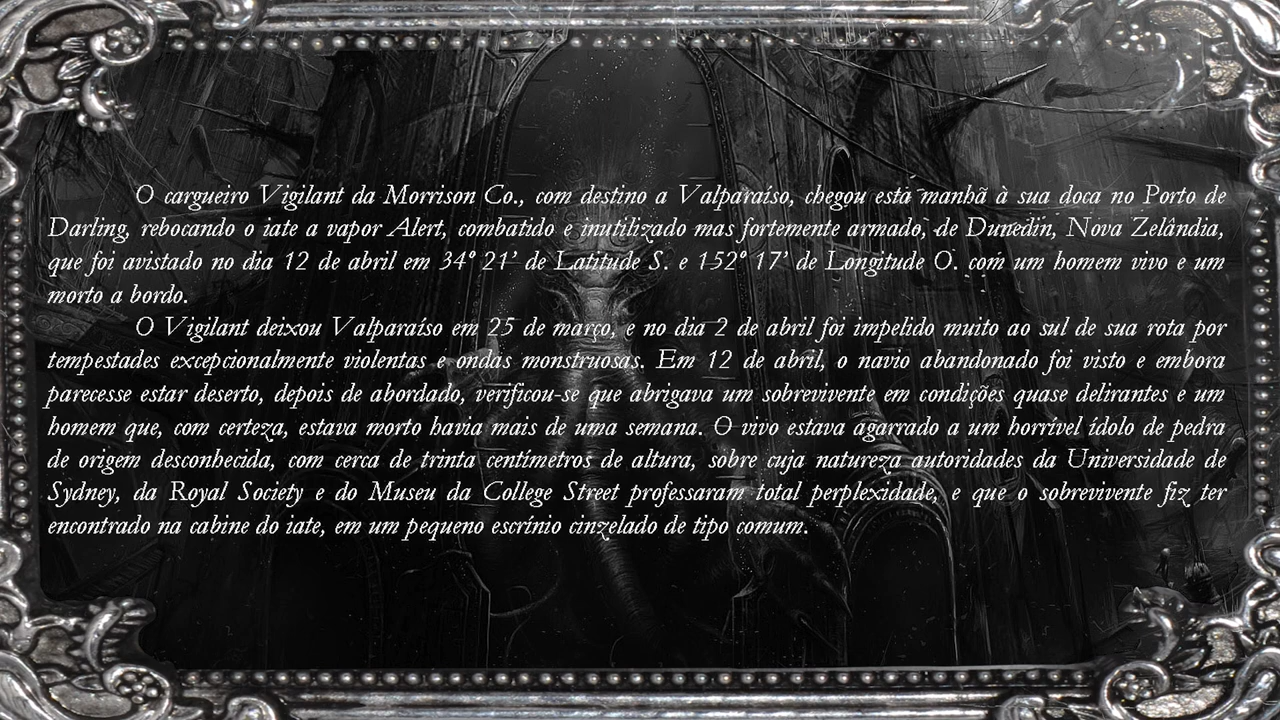 O cargueiro Vigilant da Morrison Co., com destino a Valparaíso, chegou está manhã à sua doca no Porto de
Darling, rebocando o iate a vapor Alert, combatido e inutilizado mas fortemente armado, de Dunedin, Nova Zelândia,
que foi avistado no dia 12 de abril em 34º 21' de Latitude S. e 152º 17' de Longitude O. com um homem vivo e um
morto a bordo.
O Vigilant deixou Valparaíso em 25 de março, e no dia 2 de abril foi impelido muito ao sul de sua rota por
tempestades excepcionalmente violentas e ondas monstruosas. Em 12 de abril, o navio abandonado foi visto e embora
parecesse estar deserto, depois de abordado, verificou-se que abrigava um sobrevivente em condições quase delirantes e um
homem que, com certeza, estava morto havia mais de uma semana. O vivo estava agarrado a um horrível ídolo de pedra
de origem desconhecida, com cerca de trinta centímetros de altura, sobre cuja natureza autoridades da Universidade de
Sydney, da Royal Society e do Museu da College Street professaram total perplexidade, e que o sobrevivente fiz ter
encontrado na cabine do iate, em um pequeno escrínio cinzelado de tipo comum.